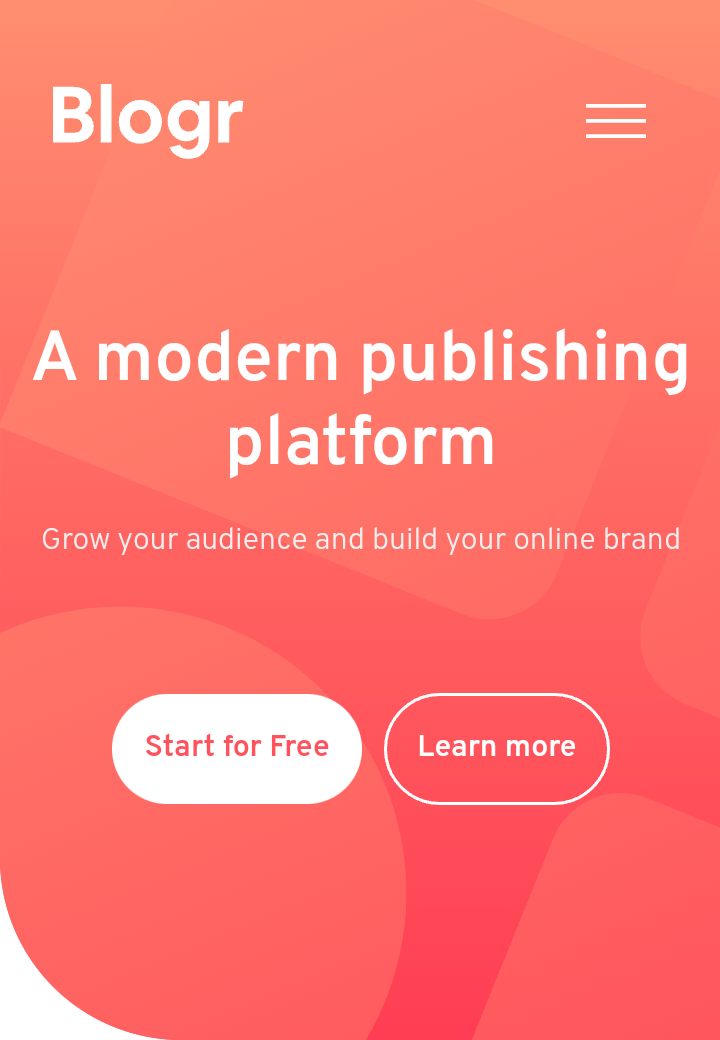 Blogr
A modern publishing
platform
Grow your audience and build your online brand
Start for Free
Learn more